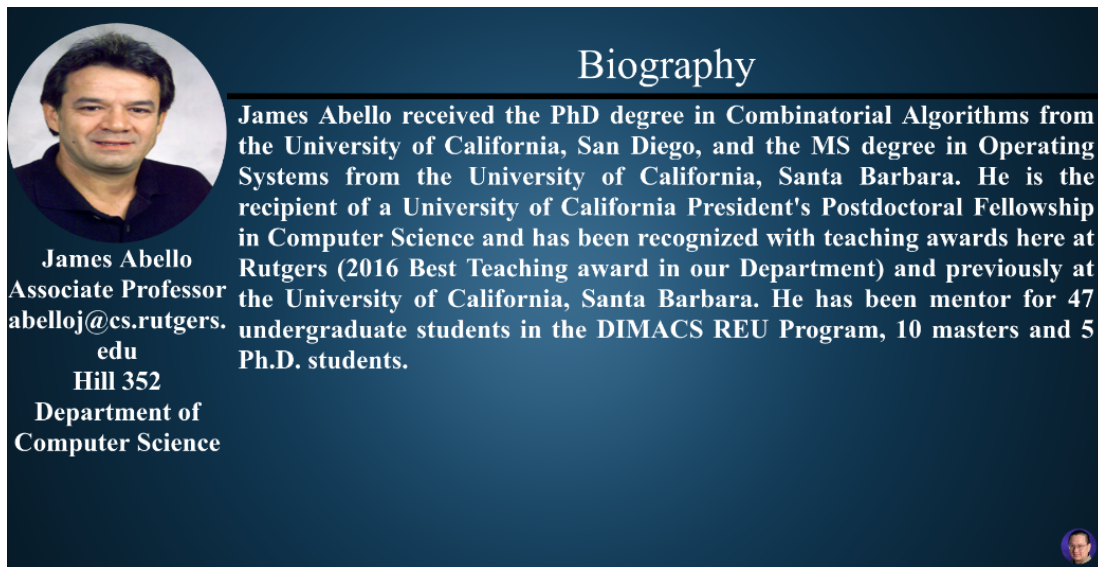 Biography
James Abello received the PhD degree in Combinatorial Algorithms from
the University of California, San Diego, and the MS degree in Operating
Systems from the University of California, Santa Barbara. He is the
recipient of a University of California President's Postdoctoral Fellowship
in Computer Science and has been recognized with teaching awards here at
Rutgers (2016 Best Teaching award in our Department) and previously at
the University of California, Santa Barbara. He has been mentor for 47
undergraduate students in the DIMACS REU Program, 10 masters and 5
Ph.D. students.
James Abello
Associate Professor
abelloj@cs.rutgers.
edu
Hill 352
Department of
Computer Science